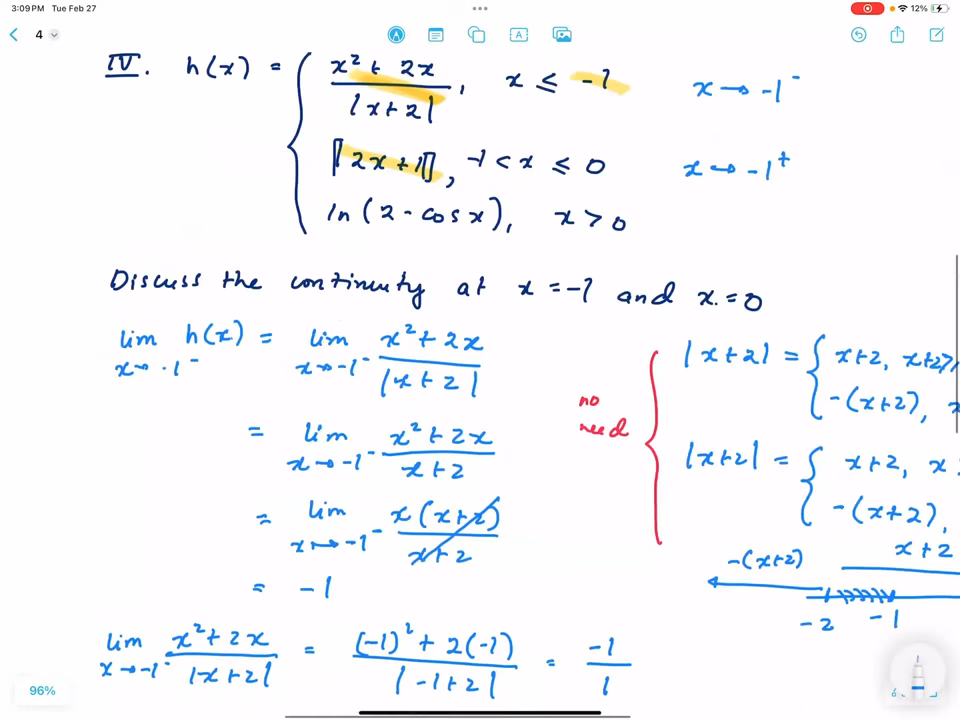 3:09 PM Tue Feb 27
12%
4
IV. h(x) = { x² + 2x / |x+2|, x ≤ -1
x → -1⁻
⟦2x+1⟧, -1 < x ≤ 0
x → -1⁺
ln(2 - cos x), x > 0
Discuss the continuity at x = -1 and x = 0
lim x→ -1⁻ h(x) = lim x→ -1⁻ x² + 2x / |x+2|
= lim x→ -1⁻ x² + 2x / x+2
= lim x→ -1⁻ x(x+2) / x+2
= -1
lim x→ -1⁻ x² + 2x / |x+2| = (-1)² + 2(-1) / |-1+2| = -1 / 1
no
need
|x+2| = { x+2, x+2>,
-(x+2),
|x+2| = { x+2, x
-(x+2),
-(x+2)
x+2
-2 -1
96%